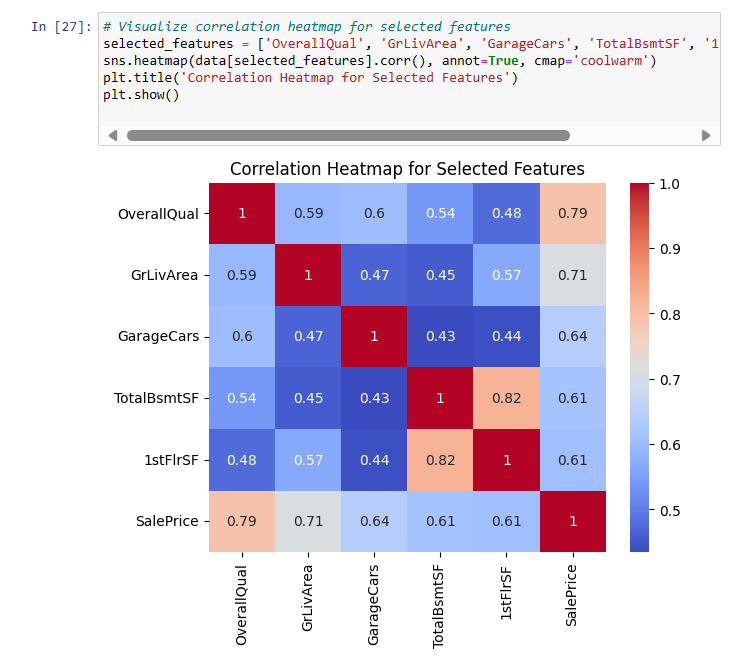 In [27]:
# Visualize correlation heatmap for selected features
selected_features = ['OverallQual', 'GrLivArea', 'GarageCars', 'TotalBsmtSF', '1
sns.heatmap(data[selected_features].corr(), annot=True, cmap='coolwarm')
plt.title('Correlation Heatmap for Selected Features')
plt.show()
Correlation Heatmap for Selected Features
OverallQual 1 0.59 0.6 0.54 0.48 0.79
GrLivArea 0.59 1 0.47 0.45 0.57 0.71
GarageCars 0.6 0.47 1 0.43 0.44 0.64
TotalBsmtSF 0.54 0.45 0.43 1 0.82 0.61
1stFlrSF 0.48 0.57 0.44 0.82 1 0.61
SalePrice 0.79 0.71 0.64 0.61 0.61 1
OverallQual
GrLivArea
GarageCars
TotalBsmtSF
1stFlrSF
SalePrice
1.0
0.9
0.8
0.7
0.6
0.5